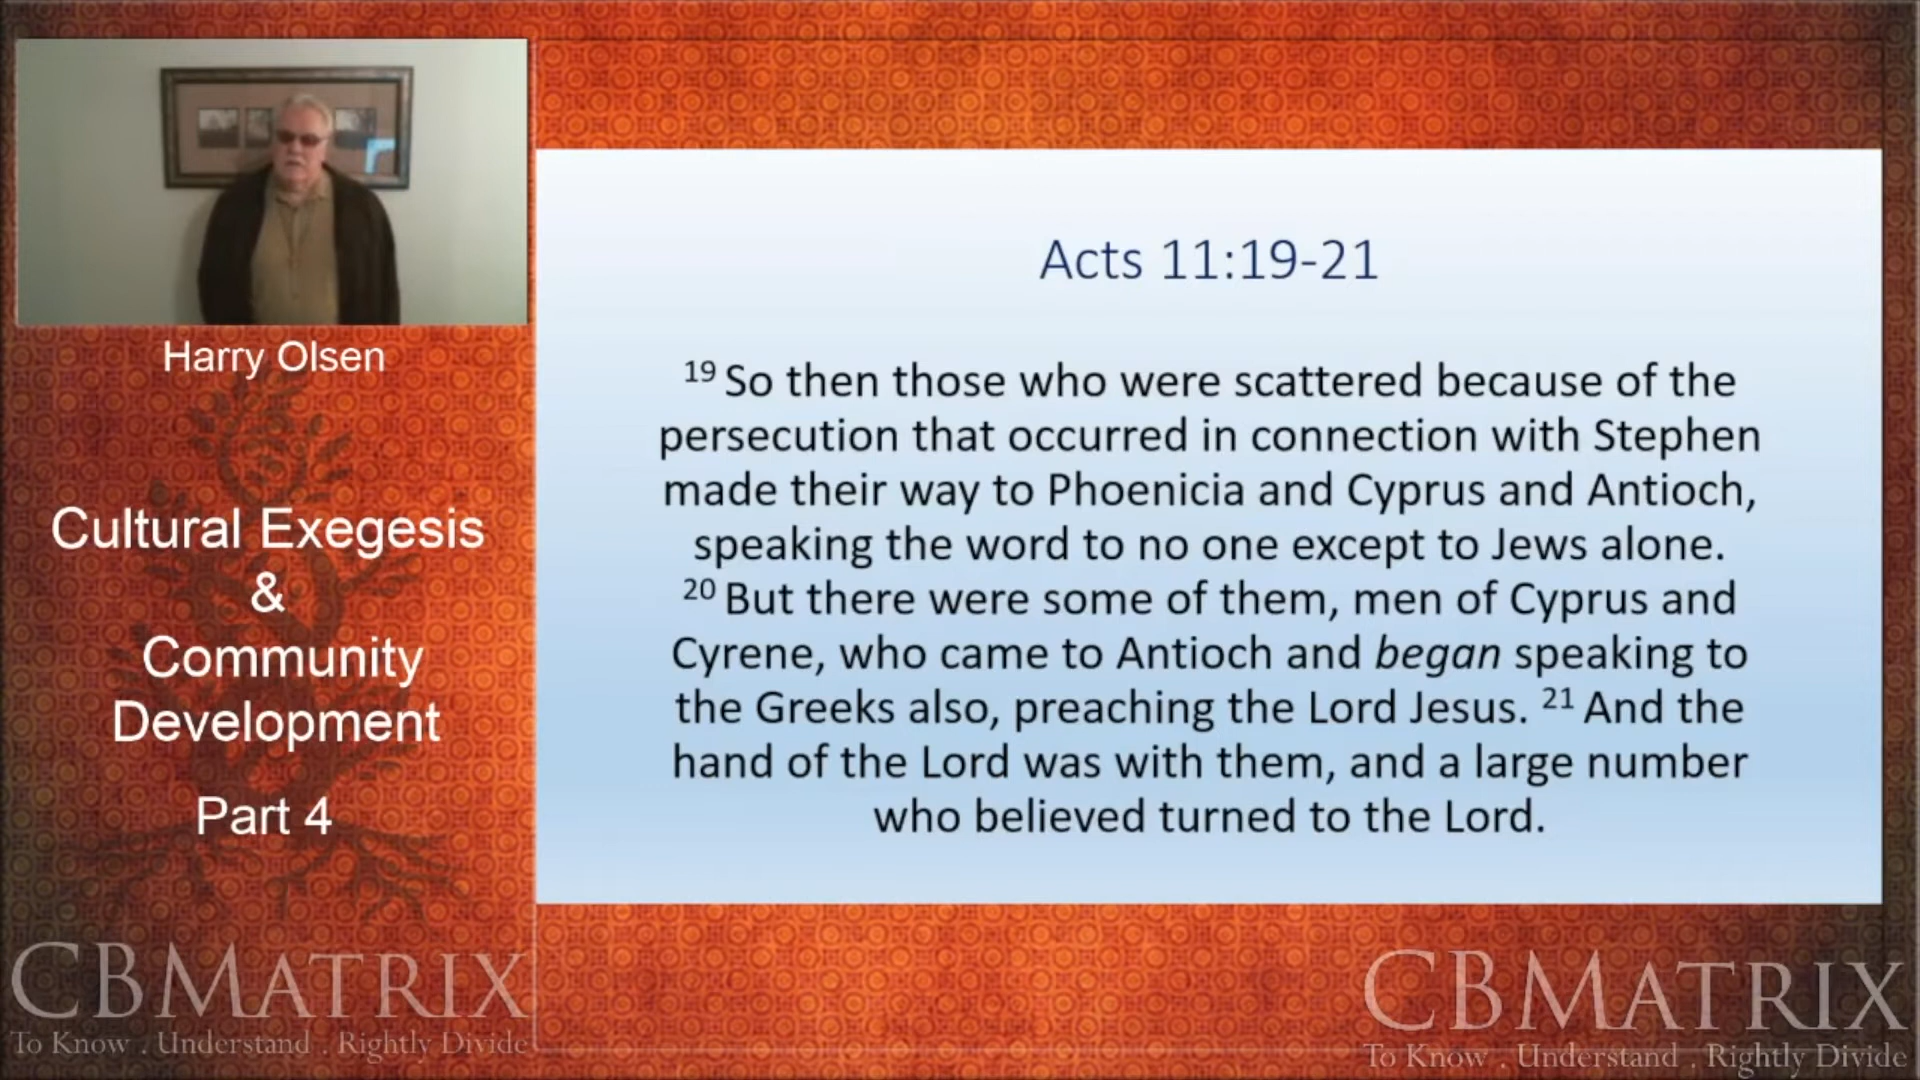 Harry Olsen
Cultural Exegesis
&
Community
Development
Part 4
CBMATRIX
To Know . Understand . Rightly Divide
Acts 11:19-21
19 So then those who were scattered because of the
persecution that occurred in connection with Stephen
made their way to Phoenicia and Cyprus and Antioch,
speaking the word to no one except to Jews alone.
20 But there were some of them, men of Cyprus and
Cyrene, who came to Antioch and began speaking to
the Greeks also, preaching the Lord Jesus. 21 And the
hand of the Lord was with them, and a large number
who believed turned to the Lord.
CBMATRIX
To Know . Understand . Rightly Divide